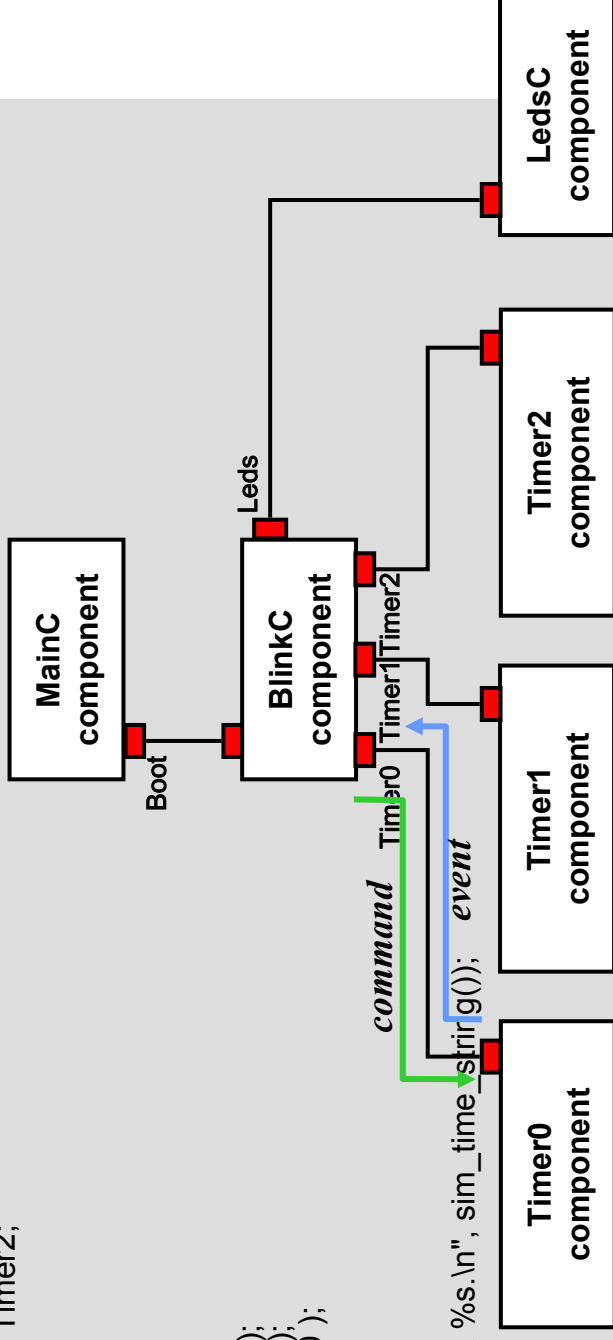 Timer2;
MainC
component
Boot
Leds
BlinkC
component
);
);
);
Timer0 Timer1 Timer2
command
event
%s.\n", sim_time_string());
Timer0
component
Timer1
component
Timer2
component
LedsC
component